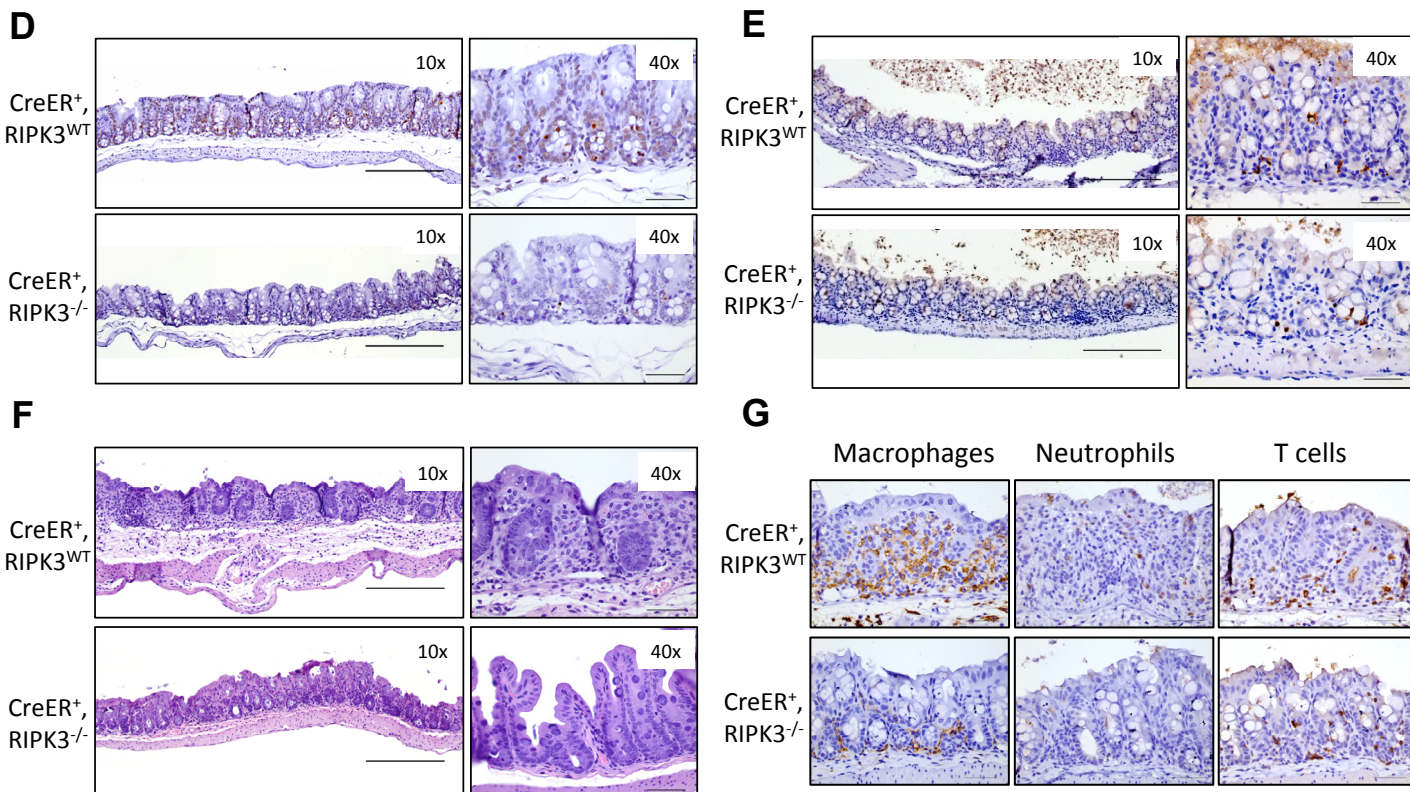 D
CreER⁺,
RIPK3ᵂᵀ
10x
40x
CreER⁺,
RIPK3⁻/⁻
10x
40x
E
CreER⁺,
RIPK3ᵂᵀ
10x
40x
CreER⁺,
RIPK3⁻/⁻
10x
40x
F
CreER⁺,
RIPK3ᵂᵀ
10x
40x
CreER⁺,
RIPK3⁻/⁻
10x
40x
G
Macrophages Neutrophils T cells
CreER⁺,
RIPK3ᵂᵀ
CreER⁺,
RIPK3⁻/⁻